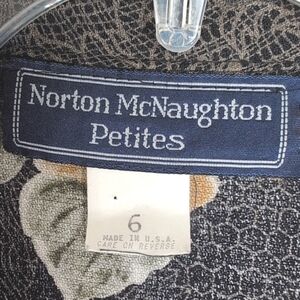 Norton McNaughton
Petites
6
MADE IN U.S.A.
CARE ON REVERSE